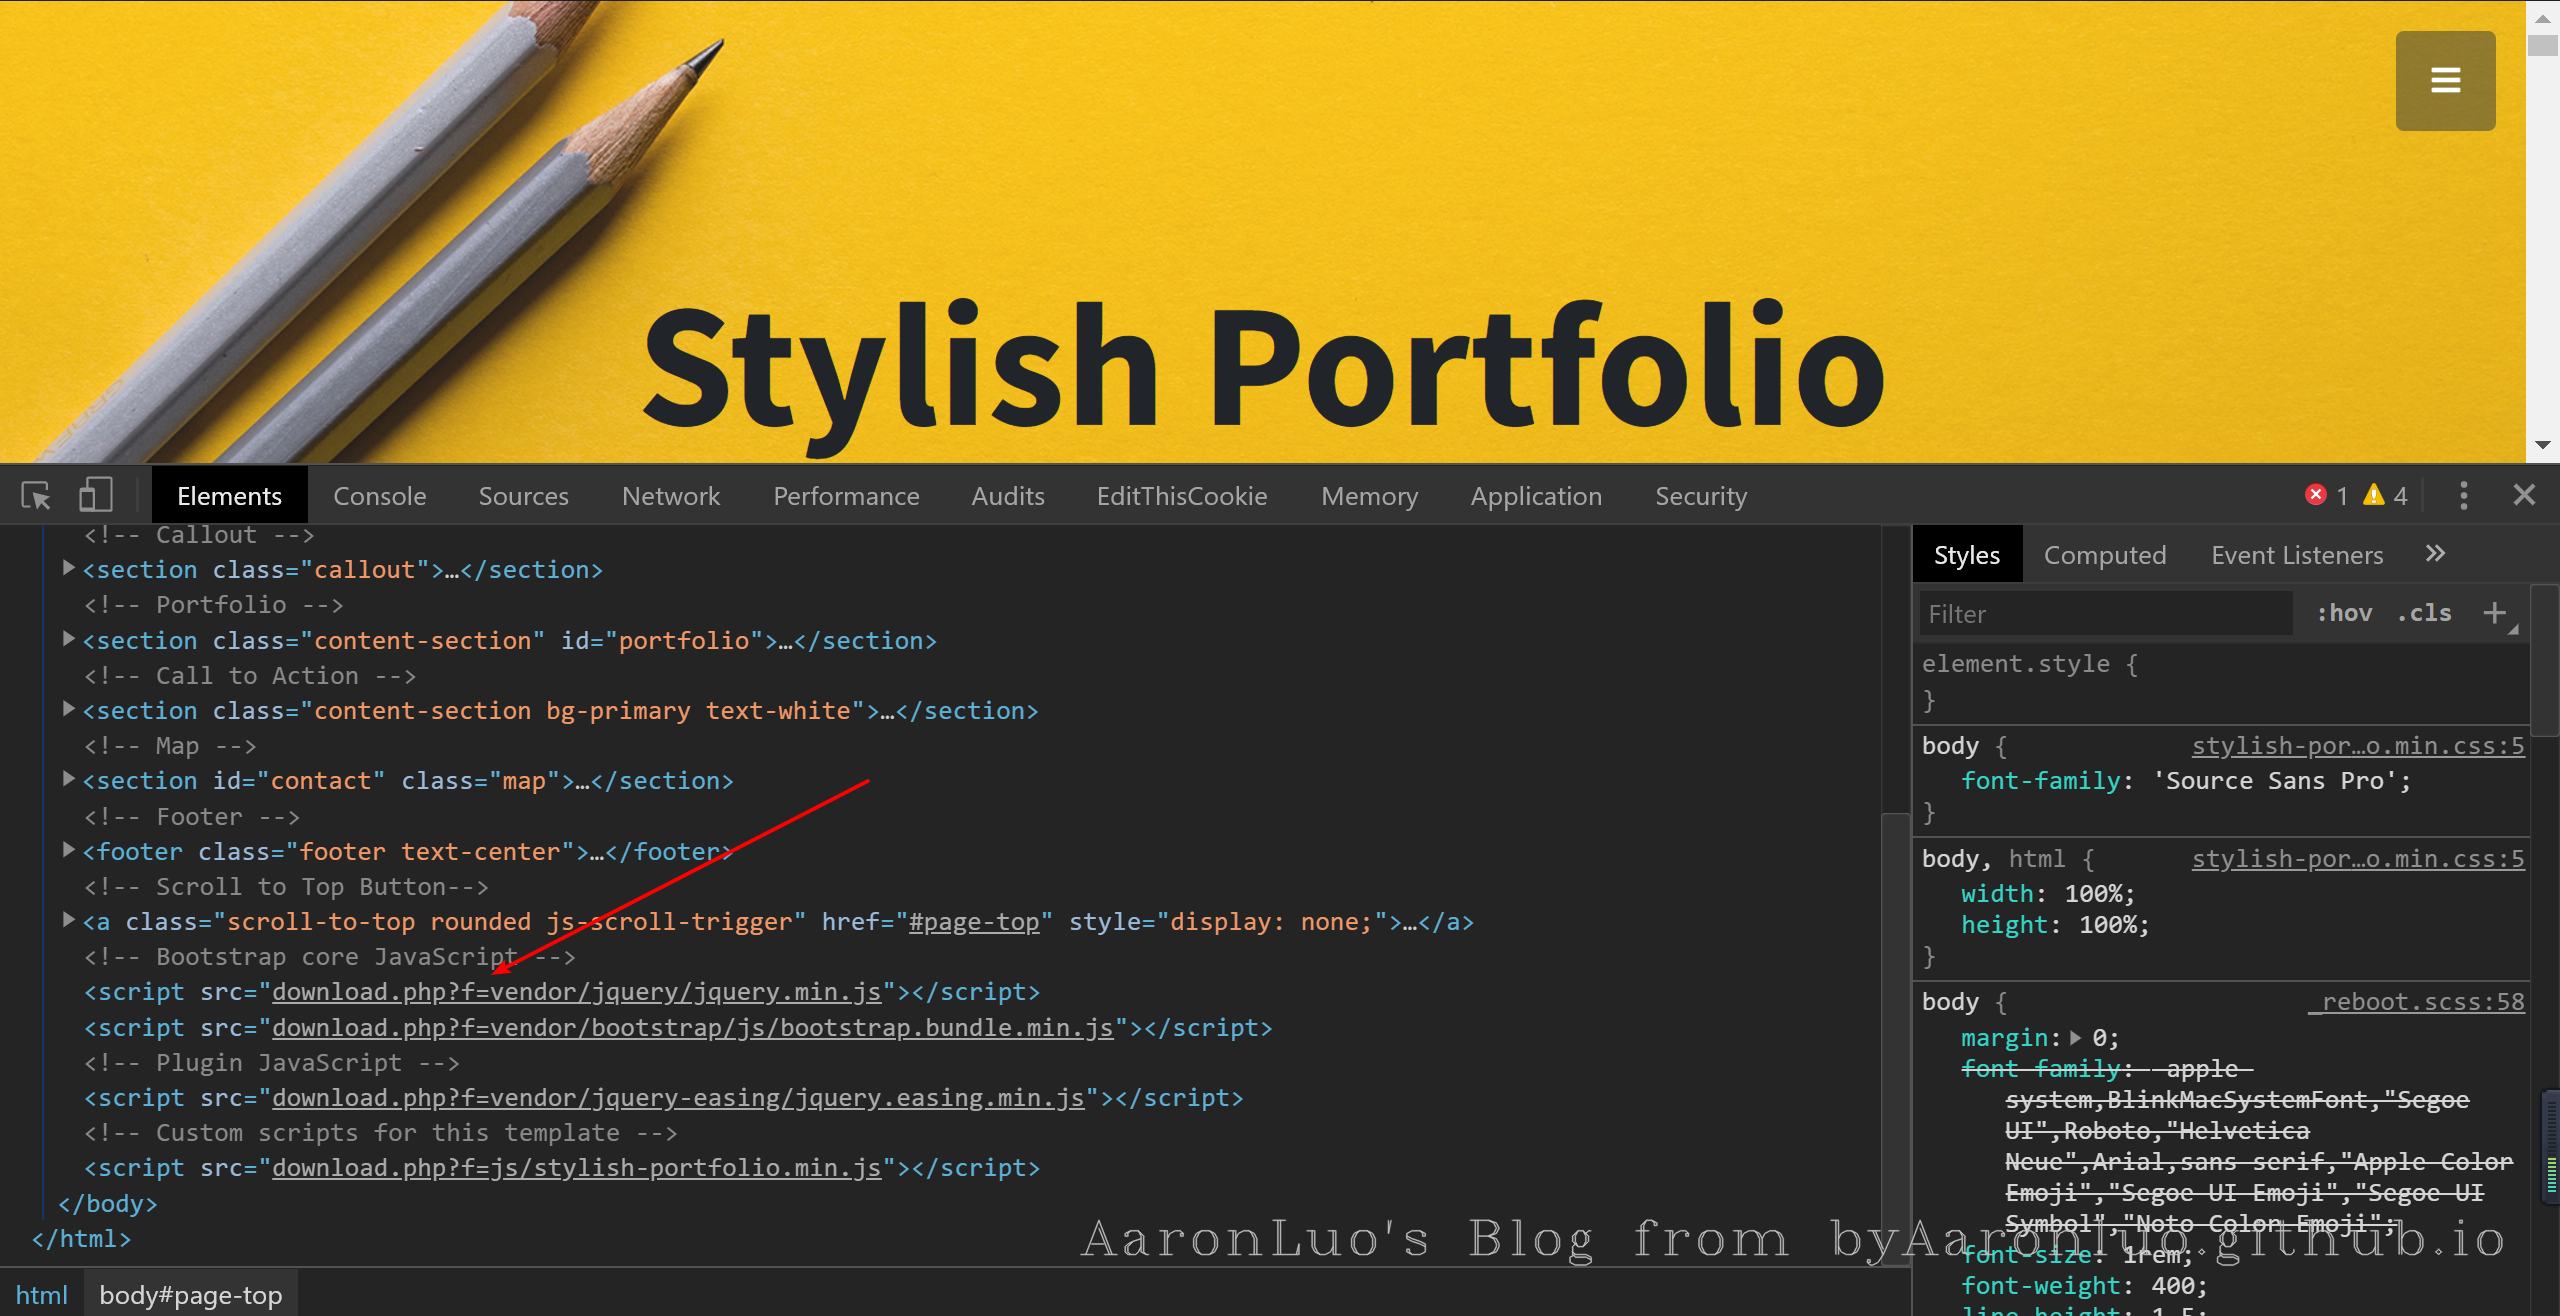 Stylish Portfolio
Elements Console Sources Network Performance Audits EditThisCookie Memory Application Security 1 4
<!-- Callout -->
<section class="callout">…</section>
<!-- Portfolio -->
<section class="content-section" id="portfolio">…</section>
<!-- Call to Action -->
<section class="content-section bg-primary text-white">…</section>
<!-- Map -->
<section id="contact" class="map">…</section>
<!-- Footer -->
<footer class="footer text-center">…</footer>
<!-- Scroll to Top Button-->
<a class="scroll-to-top rounded js-scroll-trigger" href="#page-top" style="display: none;">…</a>
<!-- Bootstrap core JavaScript -->
<script src="download.php?f=vendor/jquery/jquery.min.js"></script>
<script src="download.php?f=vendor/bootstrap/js/bootstrap.bundle.min.js"></script>
<!-- Plugin JavaScript -->
<script src="download.php?f=vendor/jquery-easing/jquery.easing.min.js"></script>
<!-- Custom scripts for this template -->
<script src="download.php?f=js/stylish-portfolio.min.js"></script>
</body>
</html>
html body#page-top
Styles Computed Event Listeners »
Filter :hov .cls +
element.style {
}
body { stylish-por…o.min.css:5
font-family: 'Source Sans Pro';
}
body, html { stylish-por…o.min.css:5
width: 100%;
height: 100%;
}
body { _reboot.scss:58
margin: 0;
font-family: -apple-
system,BlinkMacSystemFont,"Segoe
UI",Roboto,"Helvetica
Neue",Arial,sans-serif,"Apple Color
Emoji","Segoe UI Emoji","Segoe UI
Symbol","Noto Color Emoji";
font-size: 1rem;
font-weight: 400;
line-height: 1.5;
AaronLuo's Blog from byAaronluo.github.io